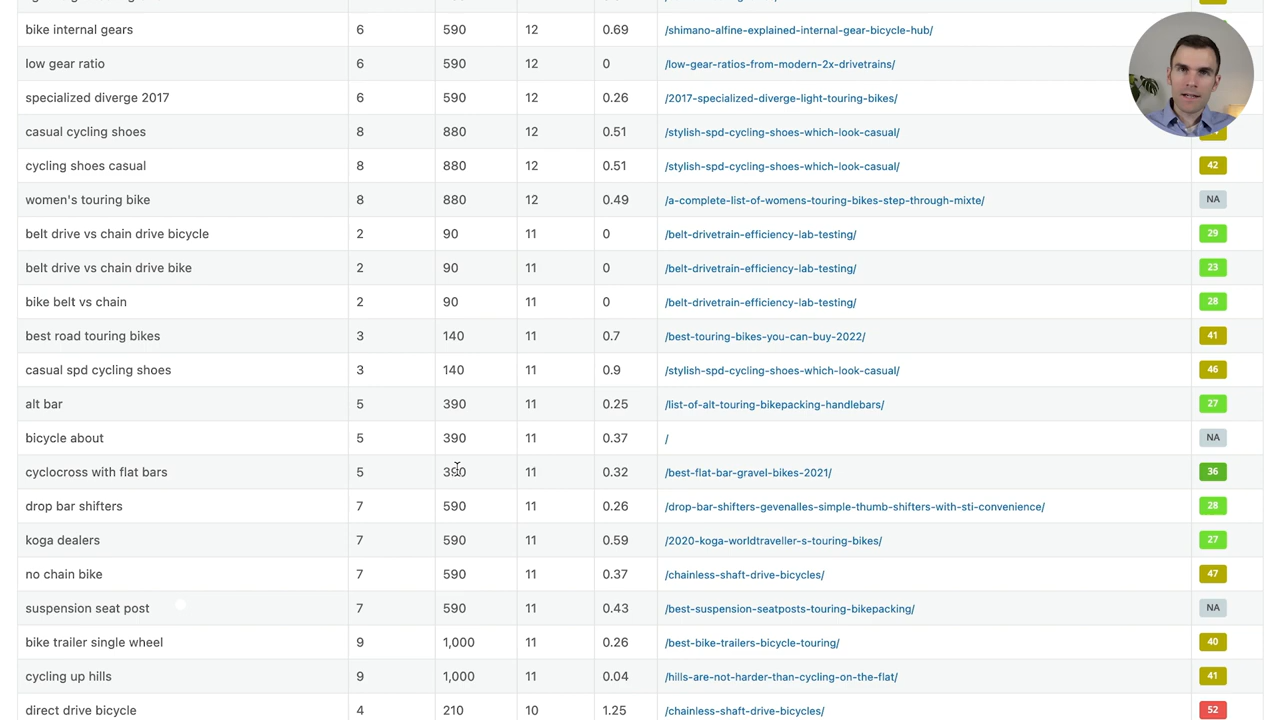 bike internal gears 6 590 12 0.69 /shimano-alfine-explained-internal-gear-bicycle-hub/
low gear ratio 6 590 12 0 /low-gear-ratios-from-modern-2x-drivetrains/
specialized diverge 2017 6 590 12 0.26 /2017-specialized-diverge-light-touring-bikes/
casual cycling shoes 8 880 12 0.51 /stylish-spd-cycling-shoes-which-look-casual/
cycling shoes casual 8 880 12 0.51 /stylish-spd-cycling-shoes-which-look-casual/ 42
women's touring bike 8 880 12 0.49 /a-complete-list-of-womens-touring-bikes-step-through-mixte/ NA
belt drive vs chain drive bicycle 2 90 11 0 /belt-drivetrain-efficiency-lab-testing/ 29
belt drive vs chain drive bike 2 90 11 0 /belt-drivetrain-efficiency-lab-testing/ 23
bike belt vs chain 2 90 11 0 /belt-drivetrain-efficiency-lab-testing/ 28
best road touring bikes 3 140 11 0.7 /best-touring-bikes-you-can-buy-2022/ 41
casual spd cycling shoes 3 140 11 0.9 /stylish-spd-cycling-shoes-which-look-casual/ 46
alt bar 5 390 11 0.25 /list-of-alt-touring-bikepacking-handlebars/ 27
bicycle about 5 390 11 0.37 / NA
cyclocross with flat bars 5 390 11 0.32 /best-flat-bar-gravel-bikes-2021/ 36
drop bar shifters 7 590 11 0.26 /drop-bar-shifters-gevenalles-simple-thumb-shifters-with-sti-convenience/ 28
koga dealers 7 590 11 0.59 /2020-koga-worldtraveller-s-touring-bikes/ 27
no chain bike 7 590 11 0.37 /chainless-shaft-drive-bicycles/ 47
suspension seat post 7 590 11 0.43 /best-suspension-seatposts-touring-bikepacking/ NA
bike trailer single wheel 9 1,000 11 0.26 /best-bike-trailers-bicycle-touring/ 40
cycling up hills 9 1,000 11 0.04 /hills-are-not-harder-than-cycling-on-the-flat/ 41
direct drive bicycle 4 210 10 1.25 /chainless-shaft-drive-bicycles/ 52